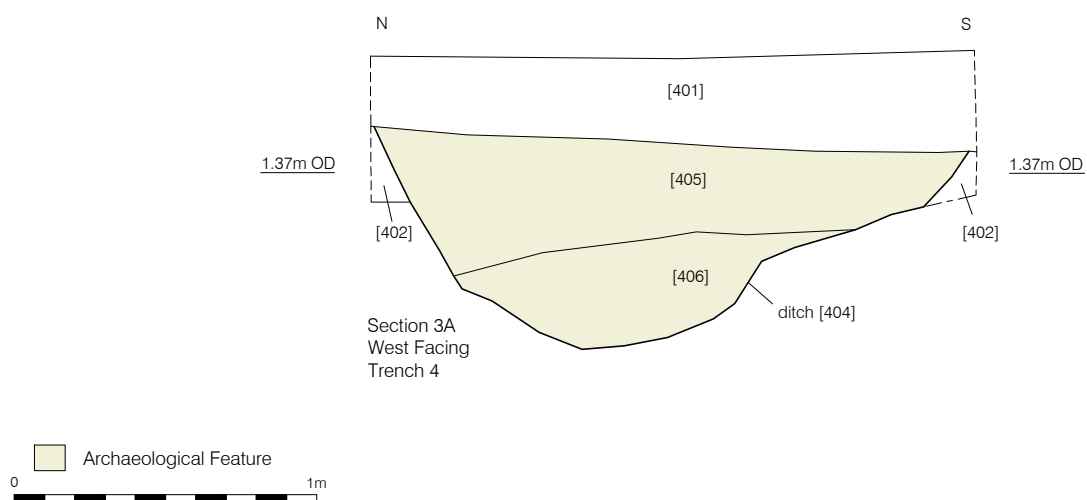 N S
[401]
1.37m OD 1.37m OD
[405]
[402] [402]
[406]
ditch [404]
Section 3A
West Facing
Trench 4
Archaeological Feature
0 1m